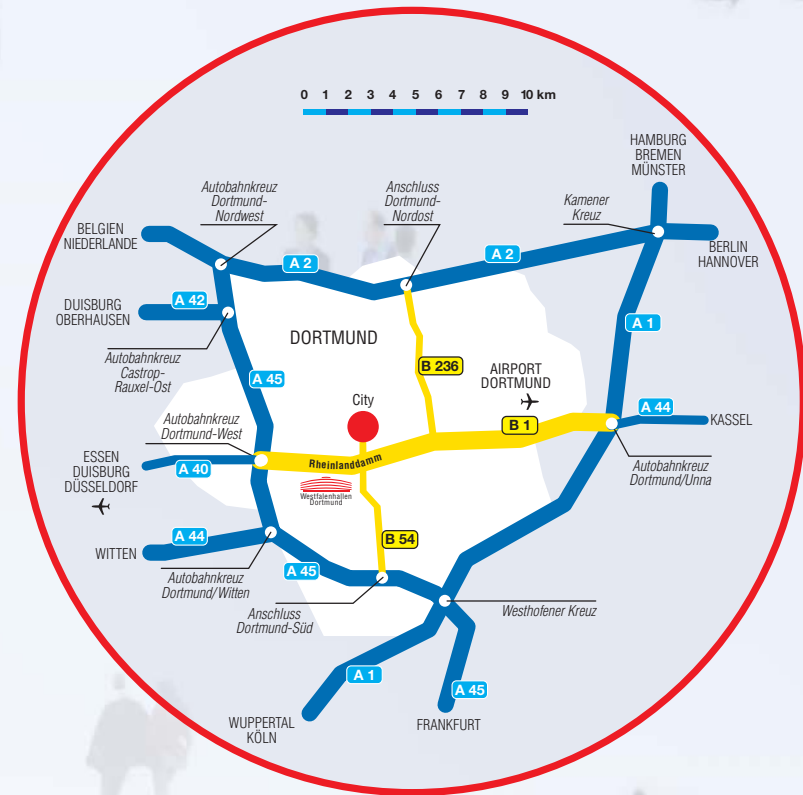 0 1 2 3 4 5 6 7 8 9 10 km
HAMBURG
BREMEN
MÜNSTER
Autobahnkreuz
Dortmund-
Nordwest
Anschluss
Dortmund-
Nordost
Kamener
Kreuz
BELGIEN
NIEDERLANDE
BERLIN
HANNOVER
A 2
A 2
DUISBURG
OBERHAUSEN
A 42
A 1
DORTMUND
Autobahnkreuz
Castrop-
Rauxel-Ost
B 236
AIRPORT
DORTMUND
A 45
City
A 44
KASSEL
Autobahnkreuz
Dortmund-West
B 1
ESSEN
DUISBURG
DÜSSELDORF
A 40
Rheinlanddamm
Autobahnkreuz
Dortmund/Unna
Westfalenhallen
Dortmund
WITTEN
A 44
B 54
Autobahnkreuz
Dortmund/Witten
A 45
Anschluss
Dortmund-Süd
Westhofener Kreuz
A 1
A 45
WUPPERTAL
KÖLN
FRANKFURT